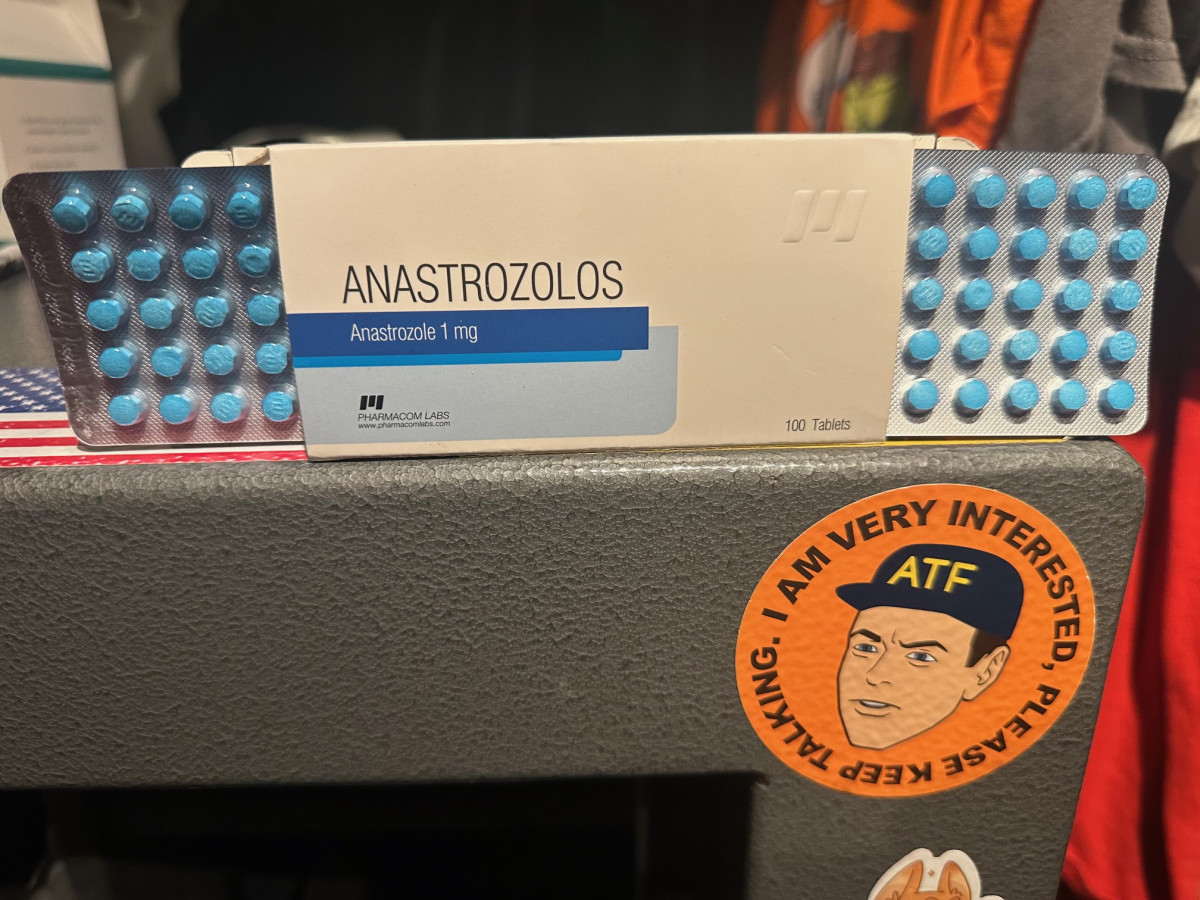 ANASTROZOLOS
Anastrozole 1 mg
PHARMACOM LABS
www.pharmacomlabs.com
100 Tablets
I AM VERY INTERESTED, PLEASE KEEP TALKING.
ATF